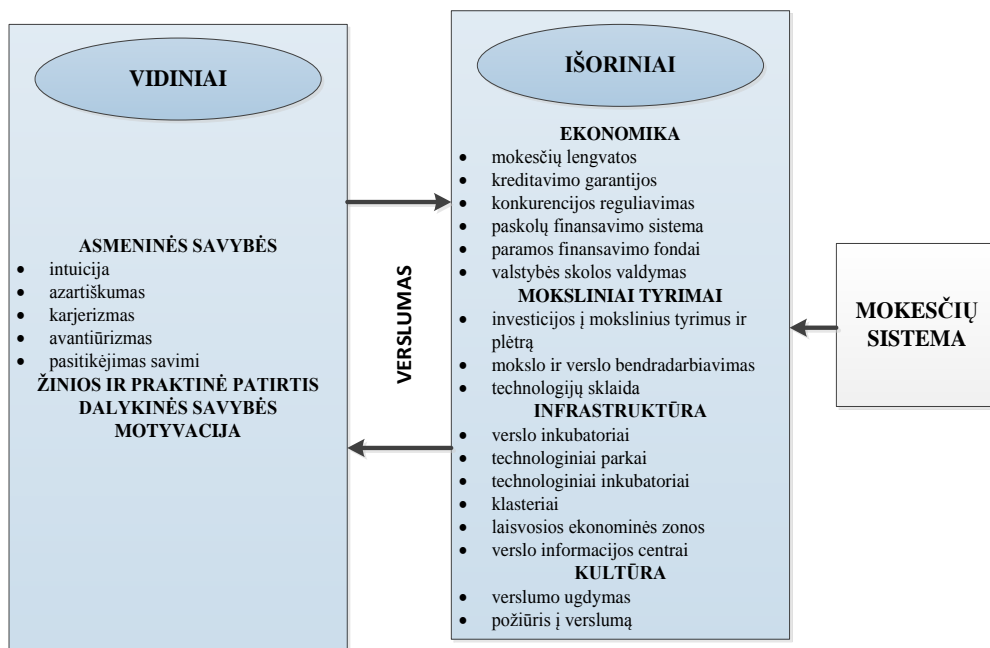 VIDINIAI
ASMENINĖS SAVYBĖS
• intuicija
• azartiškumas
• karjerizmas
• avantiūrizmas
• pasitikėjimas savimi
ŽINIOS IR PRAKTINĖ PATIRTIS
DALYKINĖS SAVYBĖS
MOTYVACIJA
VERSLUMAS
IŠORINIAI
EKONOMIKA
• mokesčių lengvatos
• kreditavimo garantijos
• konkurencijos reguliavimas
• paskolų finansavimo sistema
• paramos finansavimo fondai
• valstybės skolos valdymas
MOKSLINIAI TYRIMAI
• investicijos į mokslinius tyrimus ir
plėtrą
• mokslo ir verslo bendradarbiavimas
• technologijų sklaida
INFRASTRUKTŪRA
• verslo inkubatoriai
• technologiniai parkai
• technologiniai inkubatoriai
• klasteriai
• laisvosios ekonominės zonos
• verslo informacijos centrai
KULTŪRA
• verslumo ugdymas
• požiūris į verslumą
MOKESČIŲ
SISTEMA